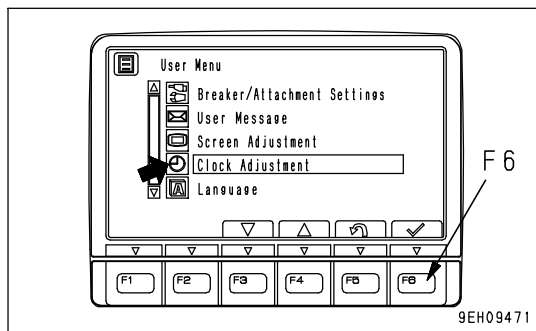 User Menu
Breaker/Attachment Settings
User Message
Screen Adjustment
Clock Adjustment
A Language
F6
F1 F2 F3 F4 F5 F6
9EH09471